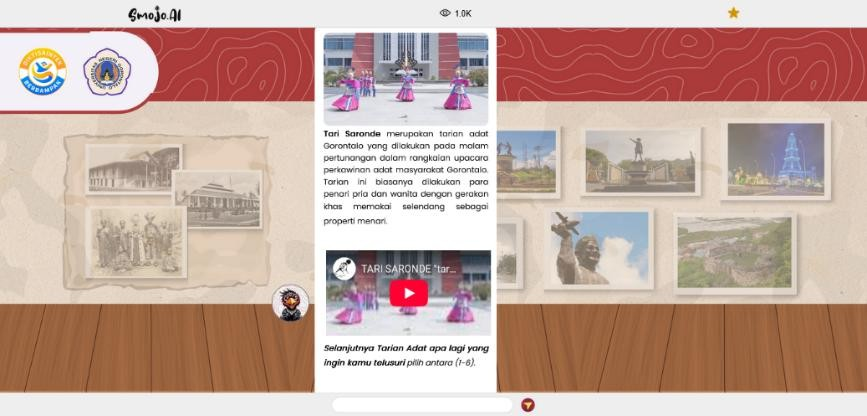 Smojo.AI
1.0K
DIKTISAINTEK
BERDAMPAK
Tari Saronde merupakan tarian adat
Gorontalo yang dilakukan pada malam
pertunangan dalam rangkaian upacara
perkawinan adat masyarakat Gorontalo.
Tarian ini biasanya dilakukan para
penari pria dan wanita dengan gerakan
khas memakai selendang sebagai
properti menari.
TARI SARONDE "tar...
Selanjutnya Tarian Adat apa lagi yang
ingin kamu telusuri pilih antara (1-6).